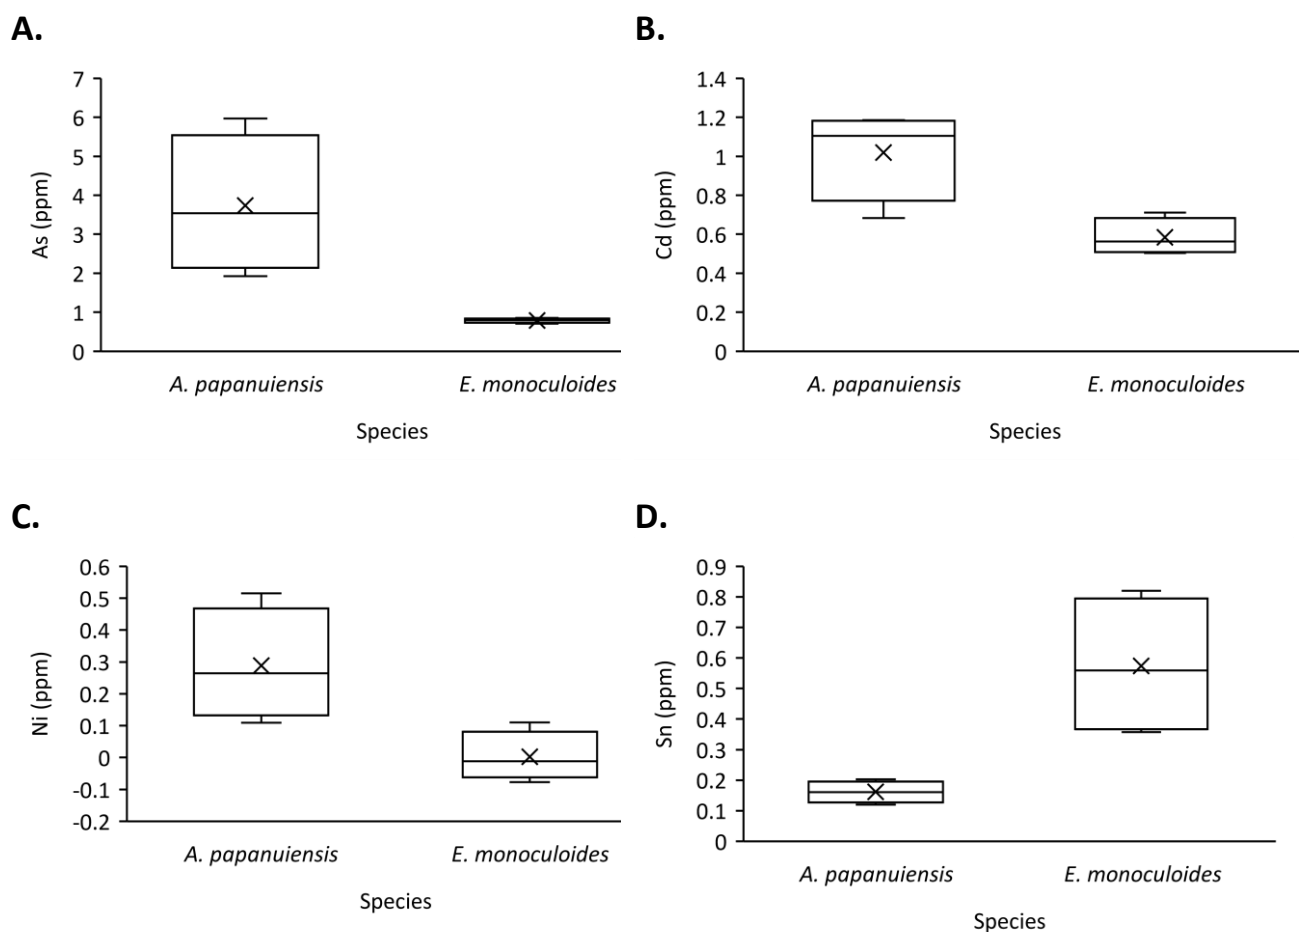 A.
As (ppm)
7
6
5
4
3
2
1
0
A. papanuiensis
E. monoculoides
Species
B.
Cd (ppm)
1.4
1.2
1
0.8
0.6
0.4
0.2
0
A. papanuiensis
E. monoculoides
Species
C.
Ni (ppm)
0.6
0.5
0.4
0.3
0.2
0.1
0
-0.1
-0.2
A. papanuiensis
E. monoculoides
Species
D.
Sn (ppm)
0.9
0.8
0.7
0.6
0.5
0.4
0.3
0.2
0.1
0
A. papanuiensis
E. monoculoides
Species